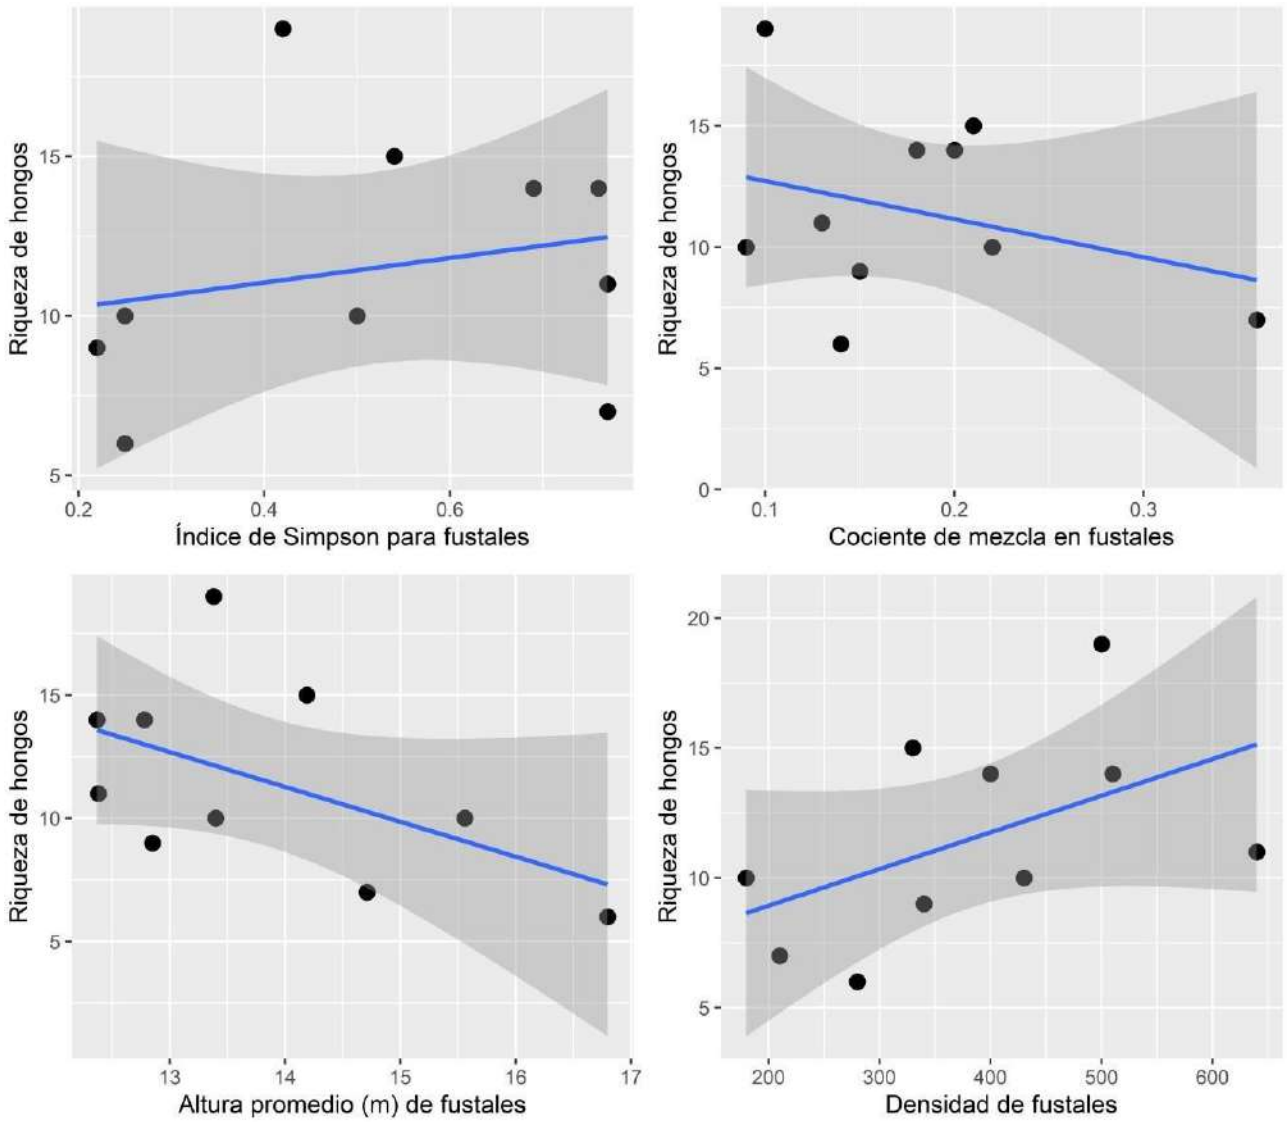 Riqueza de hongos
15
10
5
0.2 0.4 0.6
Índice de Simpson para fustales
Riqueza de hongos
15
10
5
0
0.1 0.2 0.3
Cociente de mezcla en fustales
Riqueza de hongos
15
10
5
13 14 15 16 17
Altura promedio (m) de fustales
Riqueza de hongos
20
15
10
5
200 300 400 500 600
Densidad de fustales